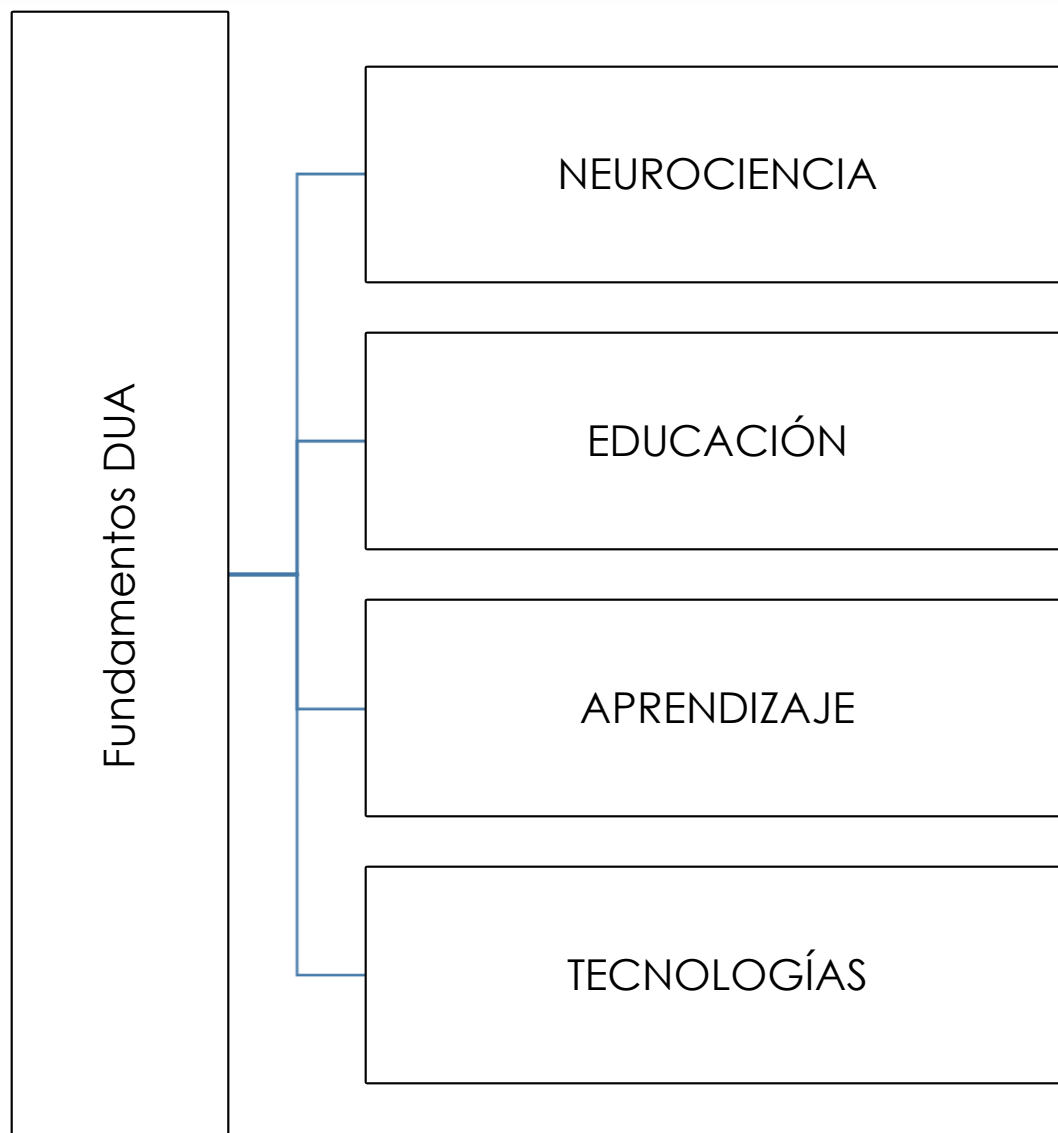 Fundamentos DUA
NEUROCIENCIA
EDUCACIÓN
APRENDIZAJE
TECNOLOGÍAS